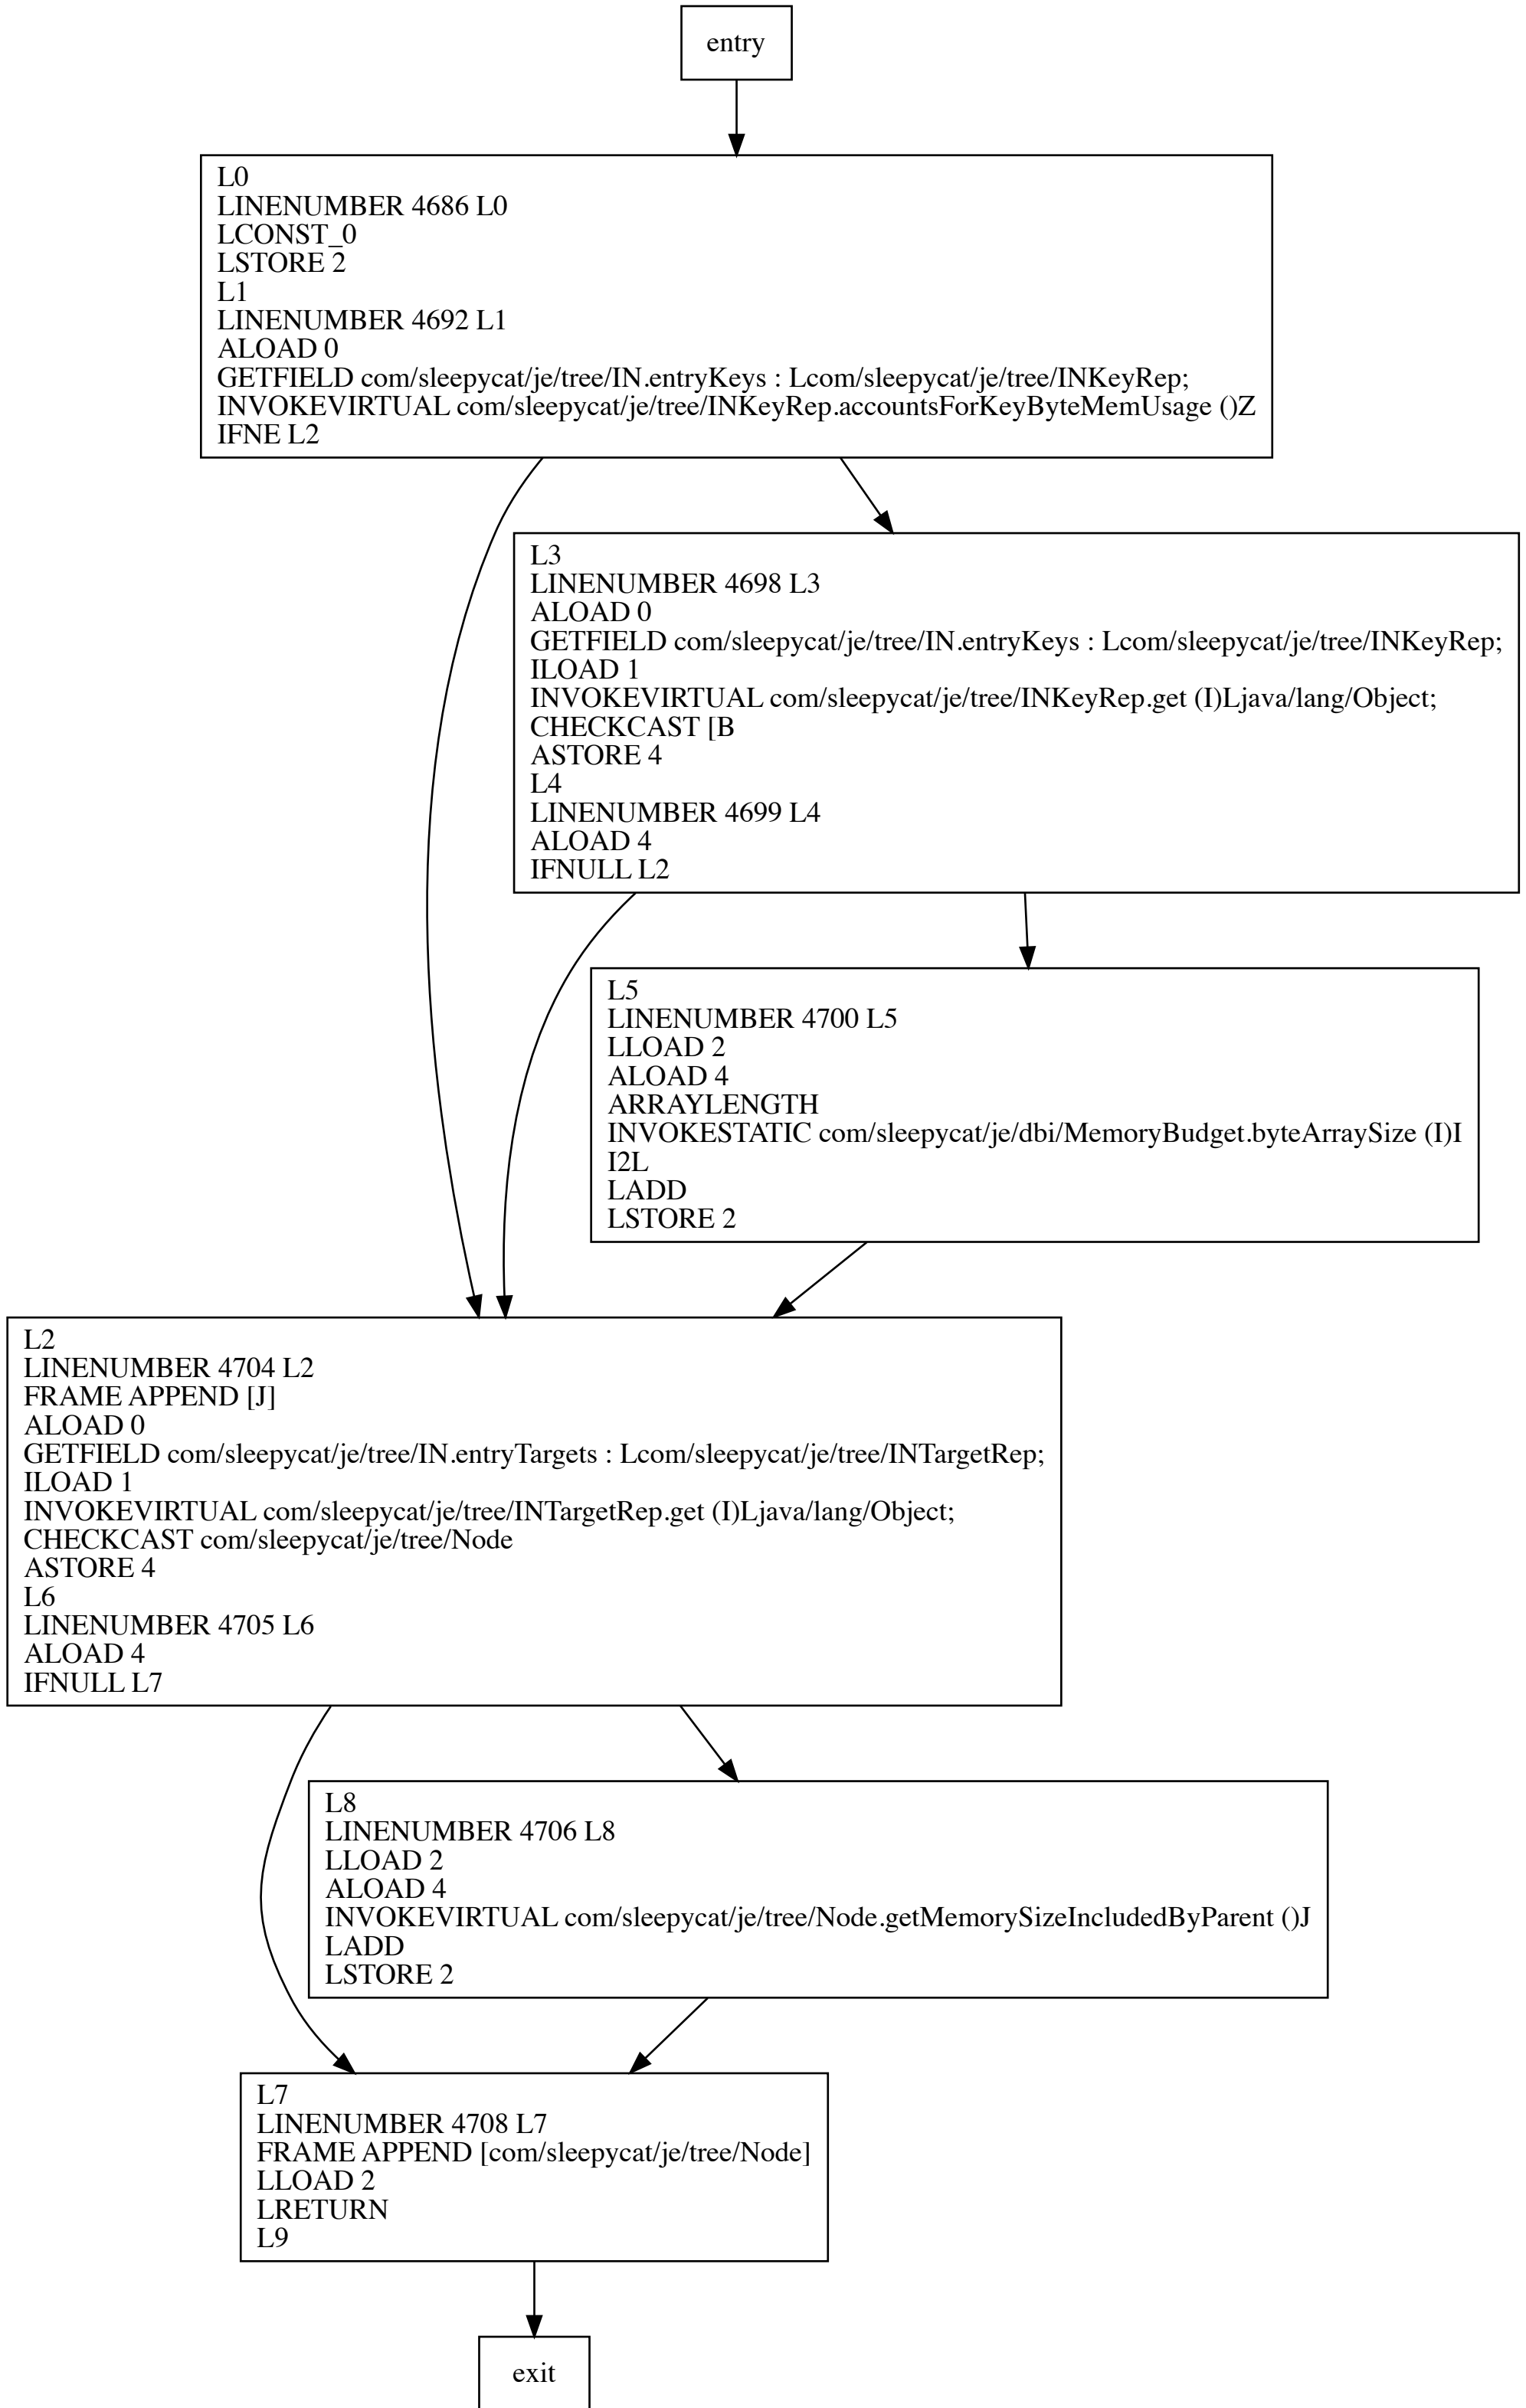 entry
L0
LINENUMBER 4686 L0
LCONST_0
LSTORE 2
L1
LINENUMBER 4692 L1
ALOAD 0
GETFIELD com/sleepycat/je/tree/IN.entryKeys : Lcom/sleepycat/je/tree/INKeyRep;
INVOKEVIRTUAL com/sleepycat/je/tree/INKeyRep.accountsForKeyByteMemUsage ()Z
IFNE L2
L3
LINENUMBER 4698 L3
ALOAD 0
GETFIELD com/sleepycat/je/tree/IN.entryKeys : Lcom/sleepycat/je/tree/INKeyRep;
ILOAD 1
INVOKEVIRTUAL com/sleepycat/je/tree/INKeyRep.get (I)Ljava/lang/Object;
CHECKCAST [B
ASTORE 4
L4
LINENUMBER 4699 L4
ALOAD 4
IFNULL L2
L5
LINENUMBER 4700 L5
LLOAD 2
ALOAD 4
ARRAYLENGTH
INVOKESTATIC com/sleepycat/je/dbi/MemoryBudget.byteArraySize (I)I
I2L
LADD
LSTORE 2
L2
LINENUMBER 4704 L2
FRAME APPEND [J]
ALOAD 0
GETFIELD com/sleepycat/je/tree/IN.entryTargets : Lcom/sleepycat/je/tree/INTargetRep;
ILOAD 1
INVOKEVIRTUAL com/sleepycat/je/tree/INTargetRep.get (I)Ljava/lang/Object;
CHECKCAST com/sleepycat/je/tree/Node
ASTORE 4
L6
LINENUMBER 4705 L6
ALOAD 4
IFNULL L7
L8
LINENUMBER 4706 L8
LLOAD 2
ALOAD 4
INVOKEVIRTUAL com/sleepycat/je/tree/Node.getMemorySizeIncludedByParent ()J
LADD
LSTORE 2
L7
LINENUMBER 4708 L7
FRAME APPEND [com/sleepycat/je/tree/Node]
LLOAD 2
LRETURN
L9
exit